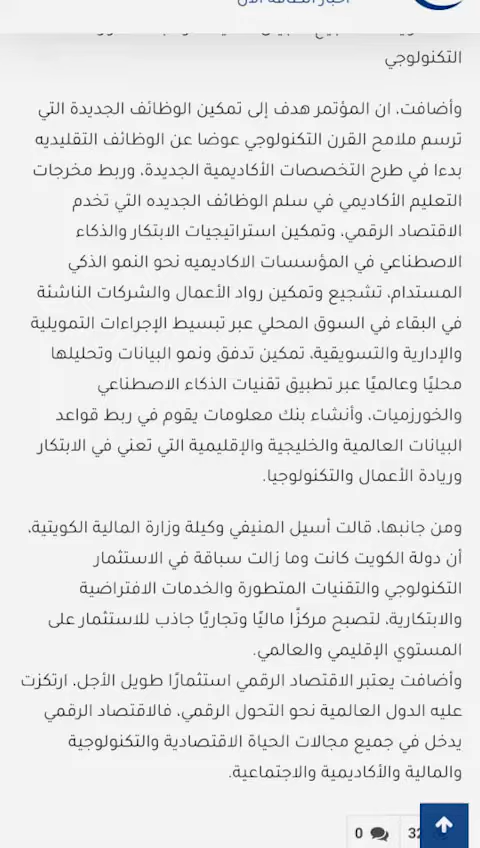 أخبار الطاقة الآن
التكنولوجي
وأضافت، ان المؤتمر هدف إلى تمكين الوظائف الجديدة التي
ترسم ملامح القرن التكنولوجي عوضا عن الوظائف التقليديه
بدءا في طرح التخصصات الأكاديمية الجديدة، وربط مخرجات
التعليم الأكاديمي في سلم الوظائف الجديده التي تخدم
الاقتصاد الرقمي، وتمكين استراتيجيات الابتكار والذكاء
الاصطناعي في المؤسسات الاكاديميه نحو النمو الذكي
المستدام، تشجيع وتمكين رواد الأعمال والشركات الناشئة
في البقاء في السوق المحلي عبر تبسيط الإجراءات التمويلية
والإدارية والتسويقية، تمكين تدفق ونمو البيانات وتحليلها
محليًا وعالميًا عبر تطبيق تقنيات الذكاء الاصطناعي
والخورزميات، وأنشاء بنك معلومات يقوم في ربط قواعد
البيانات العالمية والخليجية والإقليمية التي تعني في الابتكار
وريادة الأعمال والتكنولوجيا.
ومن جانبها، قالت أسيل المنيفي وكيلة وزارة المالية الكويتية،
أن دولة الكويت كانت وما زالت سباقة في الاستثمار
التكنولوجي والتقنيات المتطورة والخدمات الافتراضية
والابتكارية، لتصبح مركزًا ماليًا وتجاريًا جاذب للاستثمار على
المستوي الإقليمي والعالمي.
وأضافت يعتبر الاقتصاد الرقمي استثمارًا طويل الأجل، ارتكزت
عليه الدول العالمية نحو التحول الرقمي، فالاقتصاد الرقمي
يدخل في جميع مجالات الحياة الاقتصادية والتكنولوجية
والمالية والأكاديمية والاجتماعية.
0